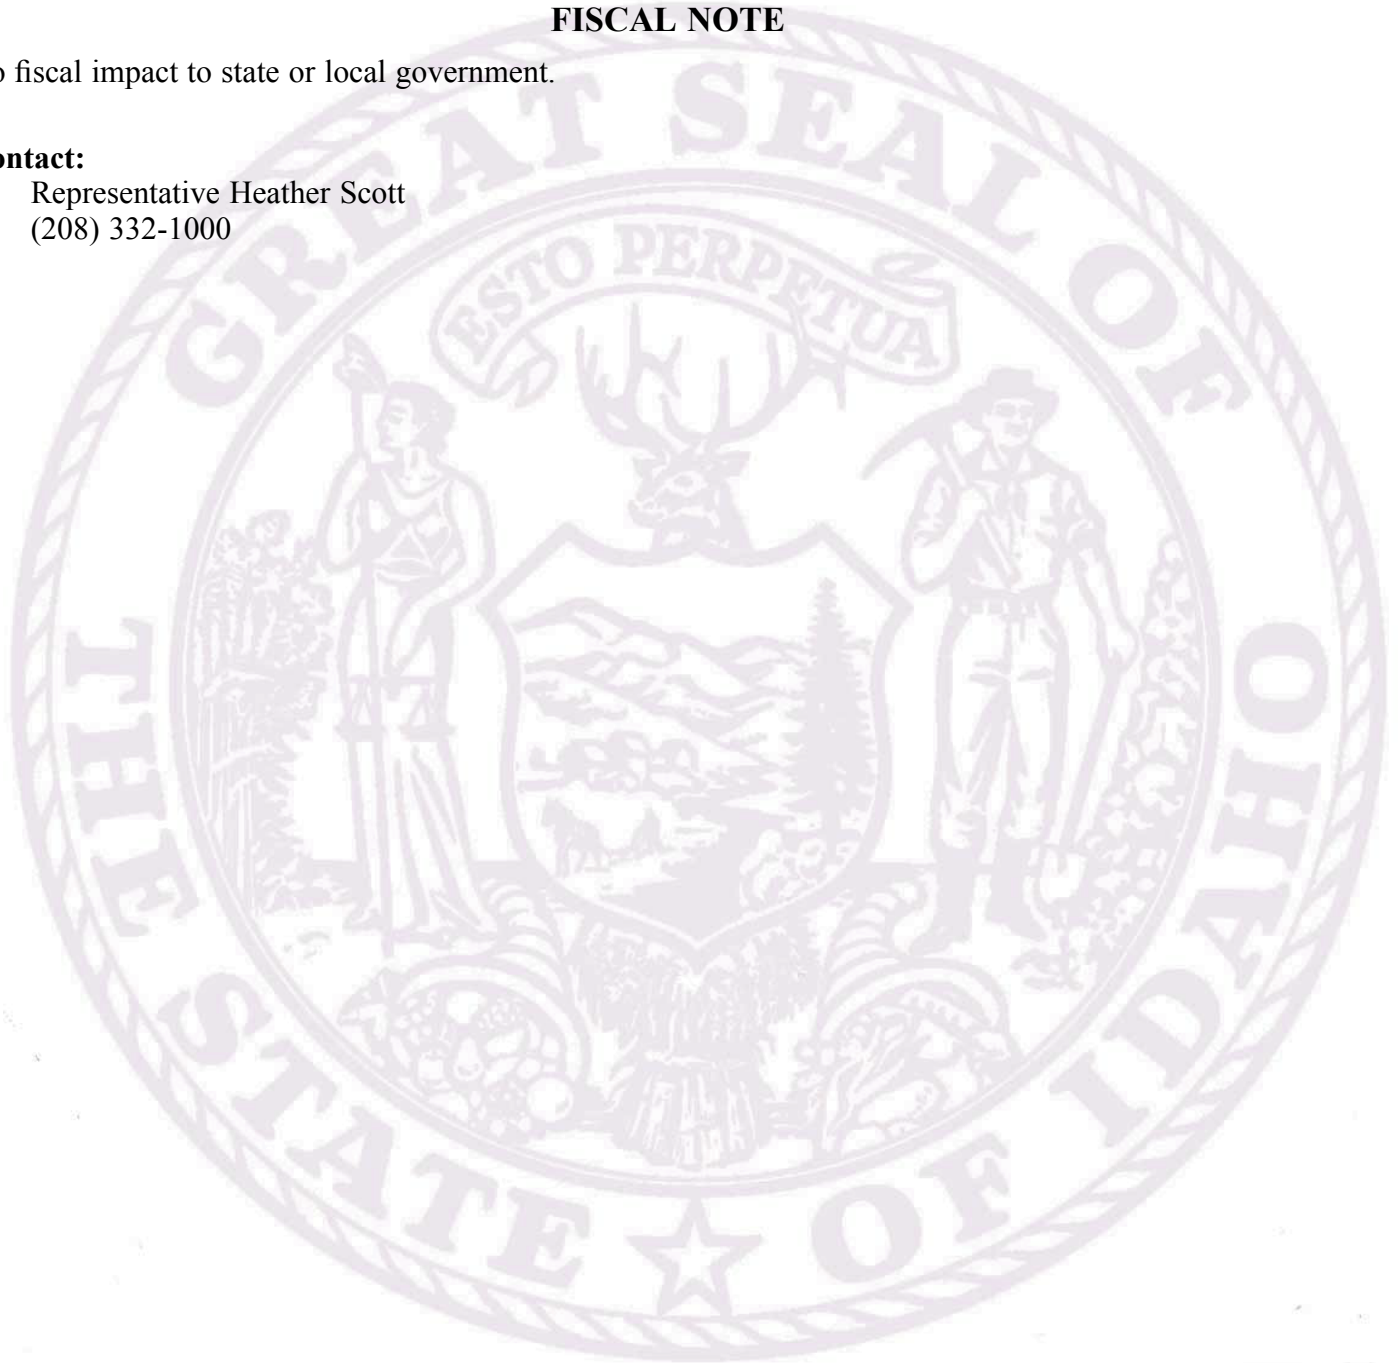 FISCAL NOTE
o fiscal impact to state or local government.
ontact:
Representative Heather Scott
(208) 332-1000
THE GREAT SEAL OF
ESTO PERPETUA
THE STATE OF IDAHO